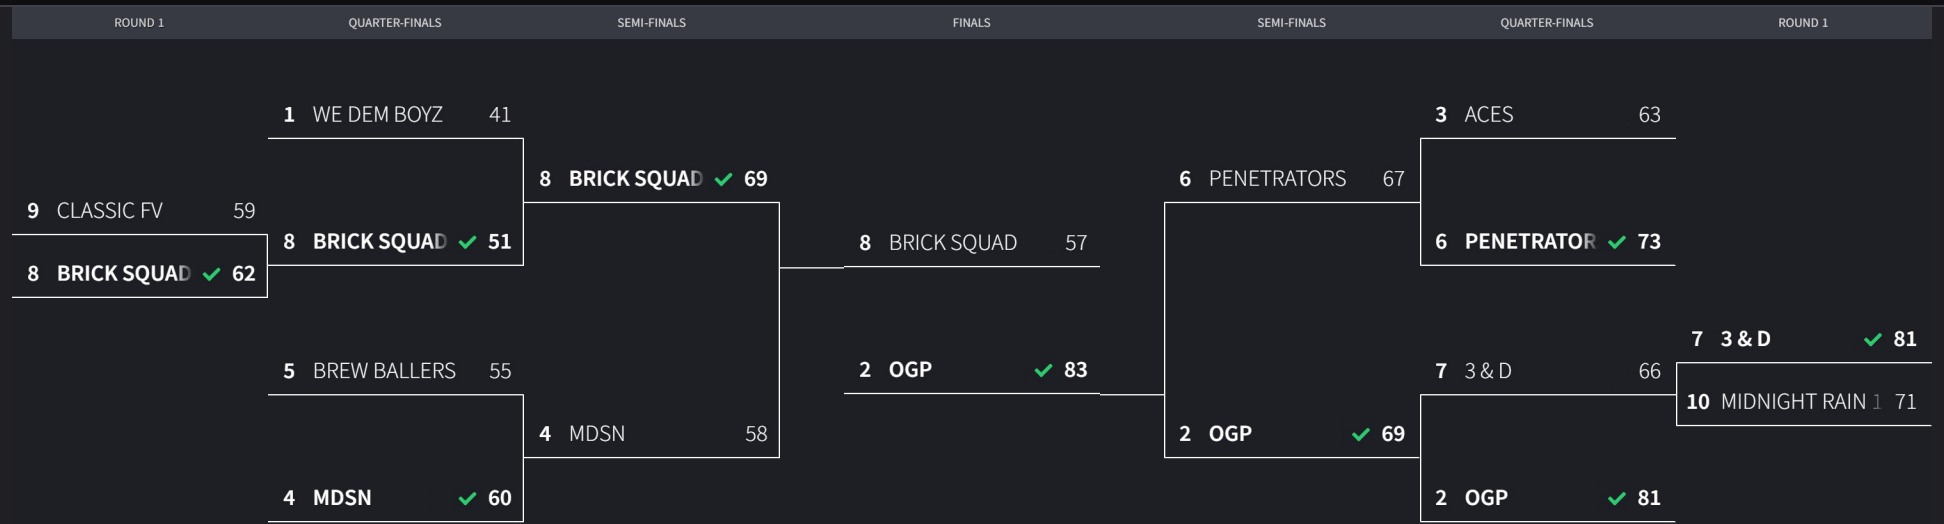 ROUND 1
QUARTER-FINALS
SEMI-FINALS
FINALS
SEMI-FINALS
QUARTER-FINALS
ROUND 1
9 CLASSIC FV 59
8 BRICK SQUAD 62
1 WE DEM BOYZ 41
8 BRICK SQUAD 51
5 BREW BALLERS 55
4 MDSN 60
8 BRICK SQUAD 69
4 MDSN 58
8 BRICK SQUAD 57
2 OGP 83
6 PENETRATORS 67
2 OGP 69
3 ACES 63
6 PENETRATOR 73
7 3 & D 66
2 OGP 81
7 3 & D 81
10 MIDNIGHT RAIN 1 71